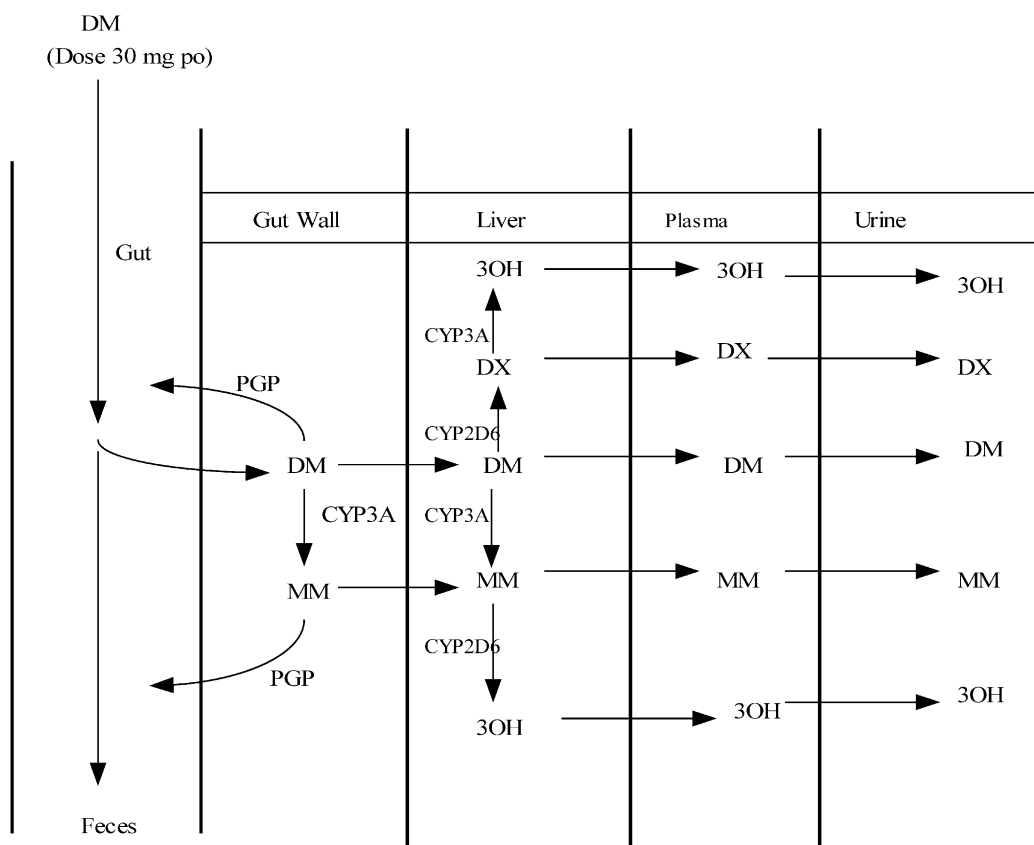 DM
(Dose 30 mg po)
Gut Wall
Liver
Plasma
Urine
Gut
3OH
3OH
3OH
CYP3A
DX
DX
DX
PGP
CYP2D6
DM
DM
DM
DM
CYP3A
CYP3A
MM
MM
MM
MM
CYP2D6
PGP
3OH
3OH
3OH
Feces